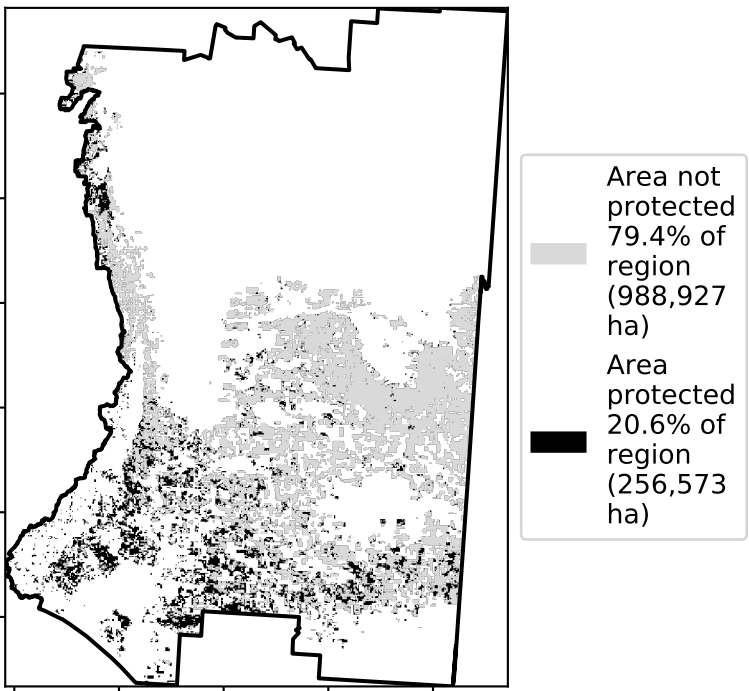 Area not
protected
79.4% of
region
(988,927
ha)
Area
protected
20.6% of
region
(256,573
ha)